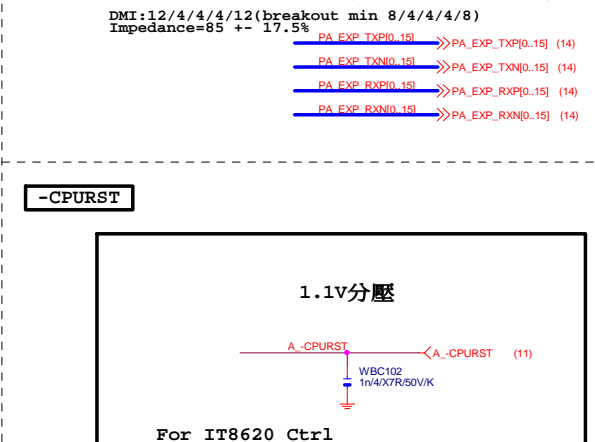 DMI:12/4/4/4/12(breakout min 8/4/4/4/8)
Impedance=85 +- 17.5%
PA_EXP_TXP[0..15] PA_EXP_TXP[0..15] (14)
PA_EXP_TXN[0..15] PA_EXP_TXN[0..15] (14)
PA_EXP_RXP[0..15] PA_EXP_RXP[0..15] (14)
PA_EXP_RXN[0..15] PA_EXP_RXN[0..15] (14)
-CPURST
1.1V分壓
A_-CPURST A_-CPURST (11)
WBC102
1n/4/X7R/50V/K
For IT8620 Ctrl